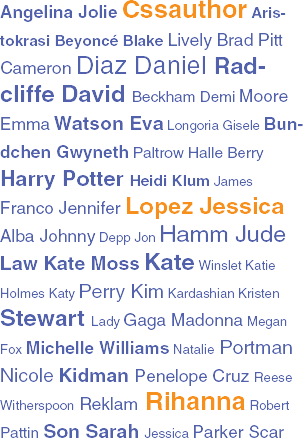 Angelina Jolie Cssauthor Aris-
tokrasi Beyoncé Blake Lively Brad Pitt
Cameron Diaz Daniel Rad-
cliffe David Beckham Demi Moore
Emma Watson Eva Longoria Gisele Bun-
dchen Gwyneth Paltrow Halle Berry
Harry Potter Heidi Klum James
Franco Jennifer Lopez Jessica
Alba Johnny Depp Jon Hamm Jude
Law Kate Moss Kate Winslet Katie
Holmes Katy Perry Kim Kardashian Kristen
Stewart Lady Gaga Madonna Megan
Fox Michelle Williams Natalie Portman
Nicole Kidman Penelope Cruz Reese
Witherspoon Reklam Rihanna Robert
Pattin Son Sarah Jessica Parker Scar